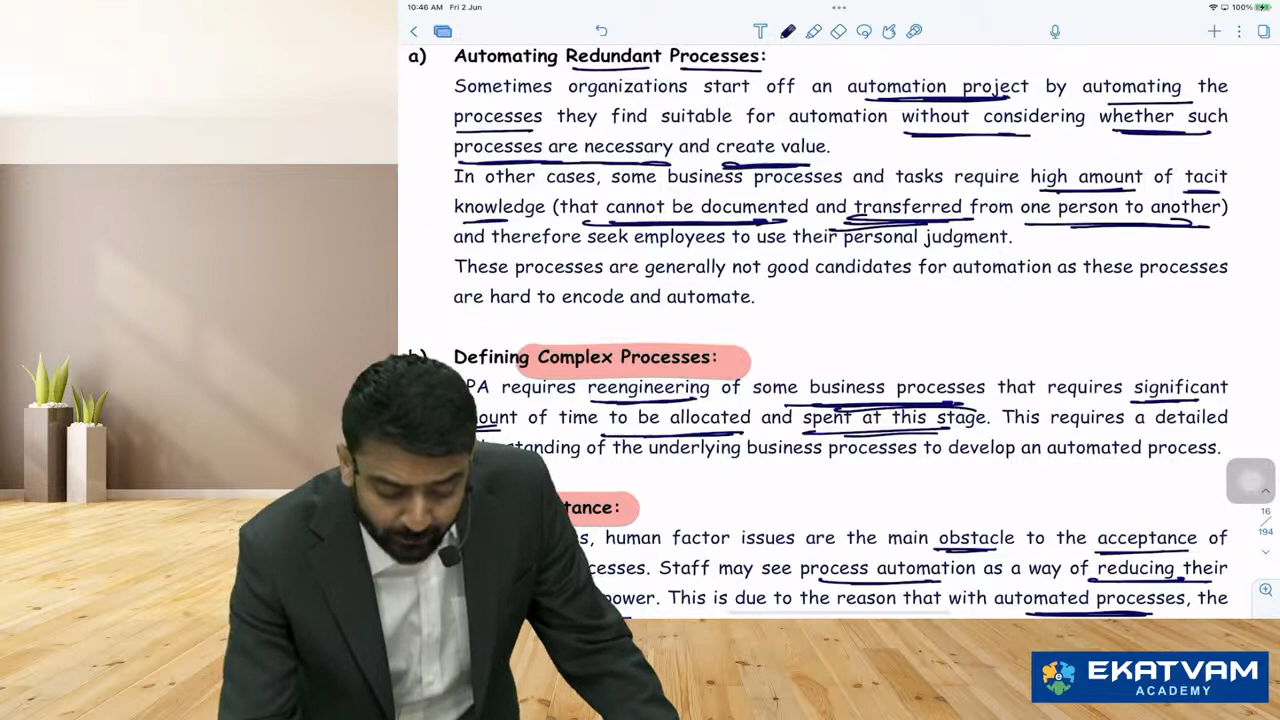 10:46 AM Fri 2 Jun
100%
a) Automating Redundant Processes:
Sometimes organizations start off an automation project by automating the
processes they find suitable for automation without considering whether such
processes are necessary and create value.
In other cases, some business processes and tasks require high amount of tacit
knowledge (that cannot be documented and transferred from one person to another)
and therefore seek employees to use their personal judgment.
These processes are generally not good candidates for automation as these processes
are hard to encode and automate.
b) Defining Complex Processes:
PA requires reengineering of some business processes that requires significant
of time to be allocated and spent at this stage. This requires a detailed
of the underlying business processes to develop an automated process.
human factor issues are the main obstacle to the acceptance of
Staff may see process automation as a way of reducing their
power. This is due to the reason that with automated processes, the
16
194
EKATVAM
ACADEMY